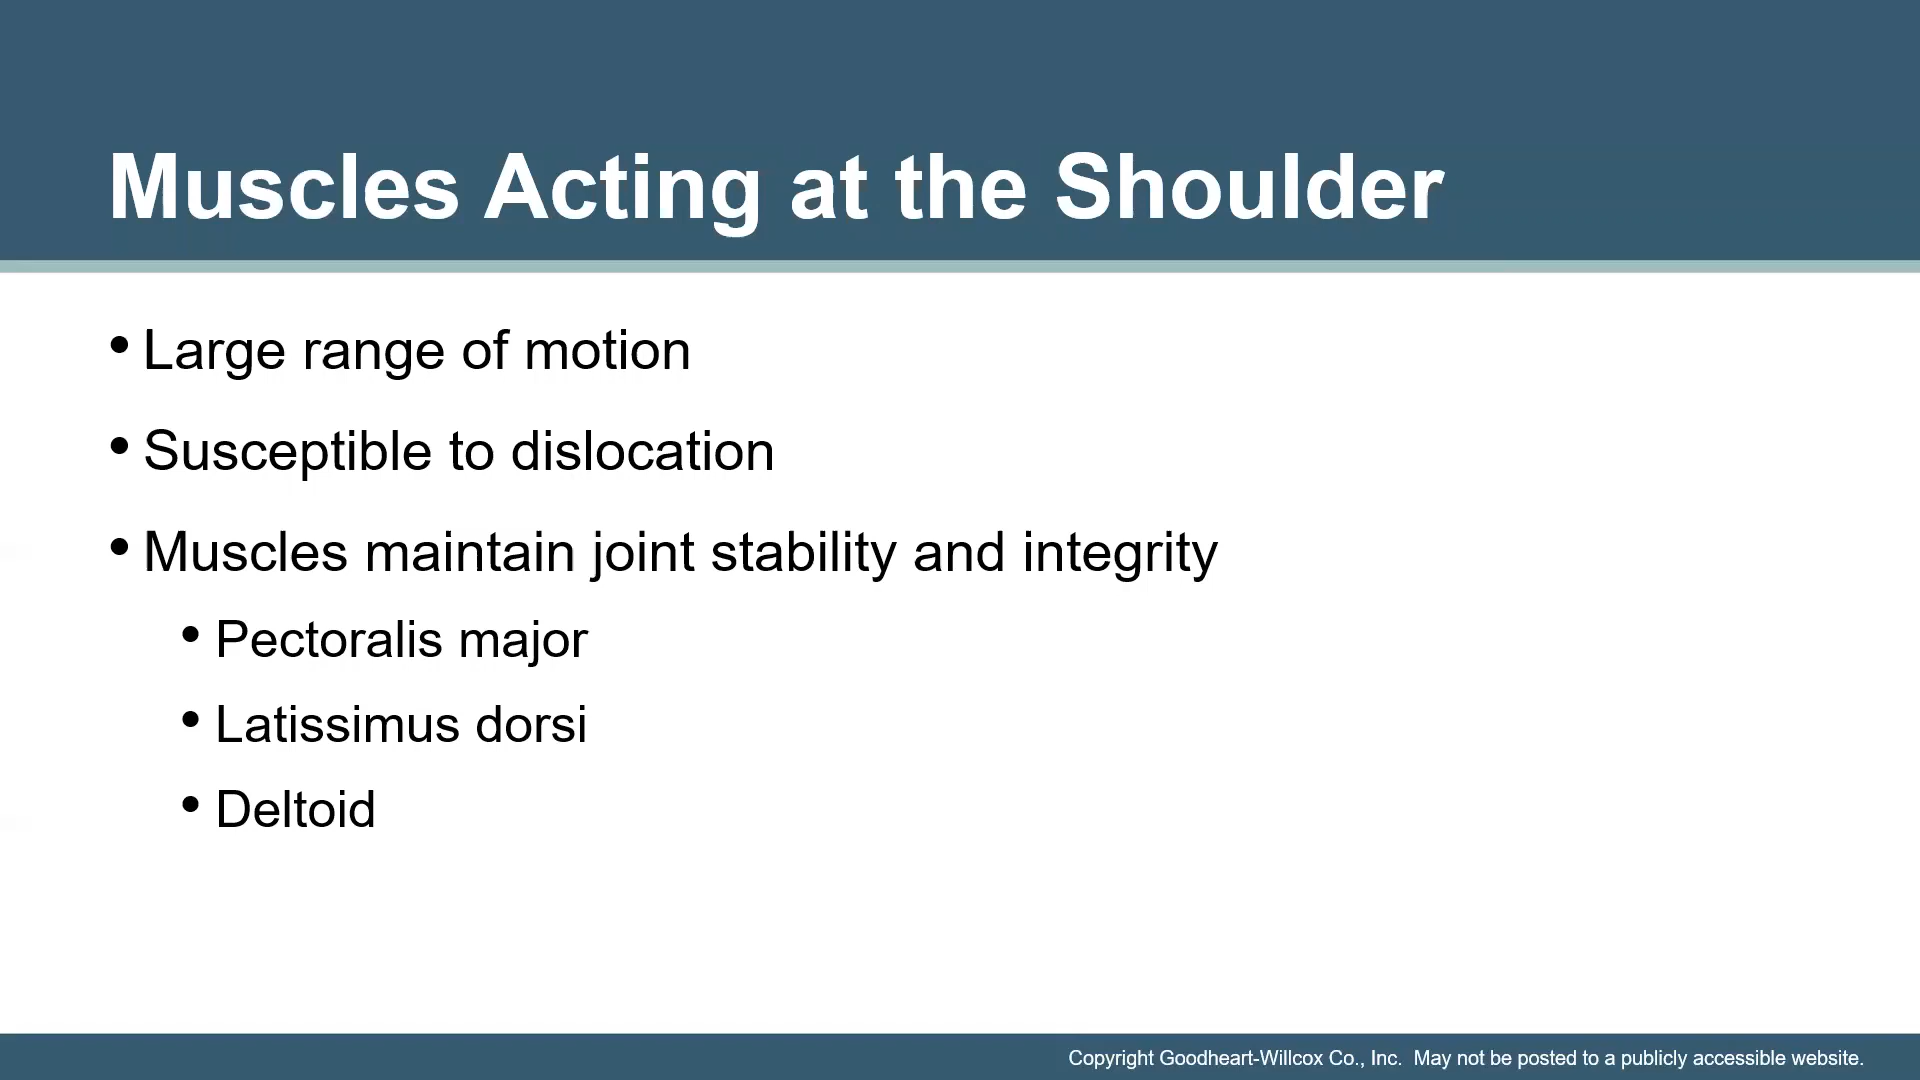 Muscles Acting at the Shoulder
• Large range of motion
• Susceptible to dislocation
• Muscles maintain joint stability and integrity
• Pectoralis major
• Latissimus dorsi
• Deltoid
Copyright Goodheart-Willcox Co., Inc.  May not be posted to a publicly accessible website.